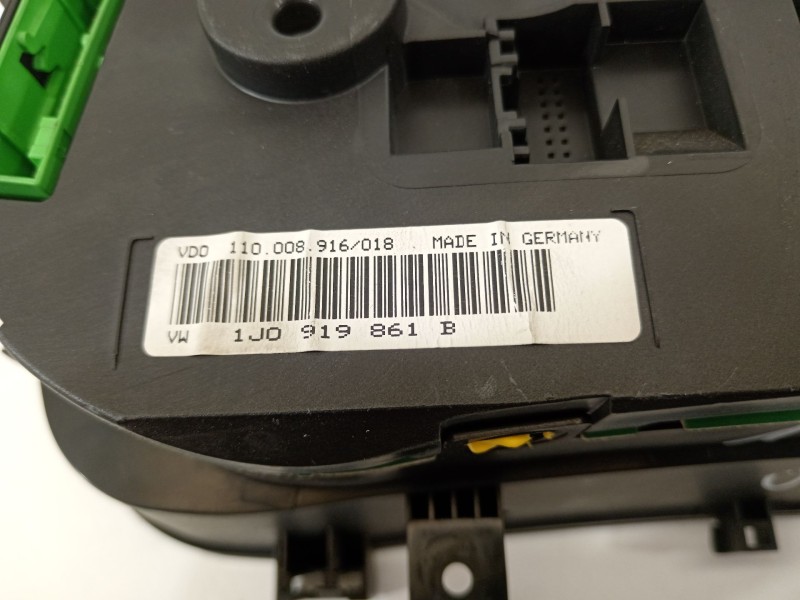 VDO 110.008.916/018 . MADE IN GERMANY
VW 1J0 919 861 B